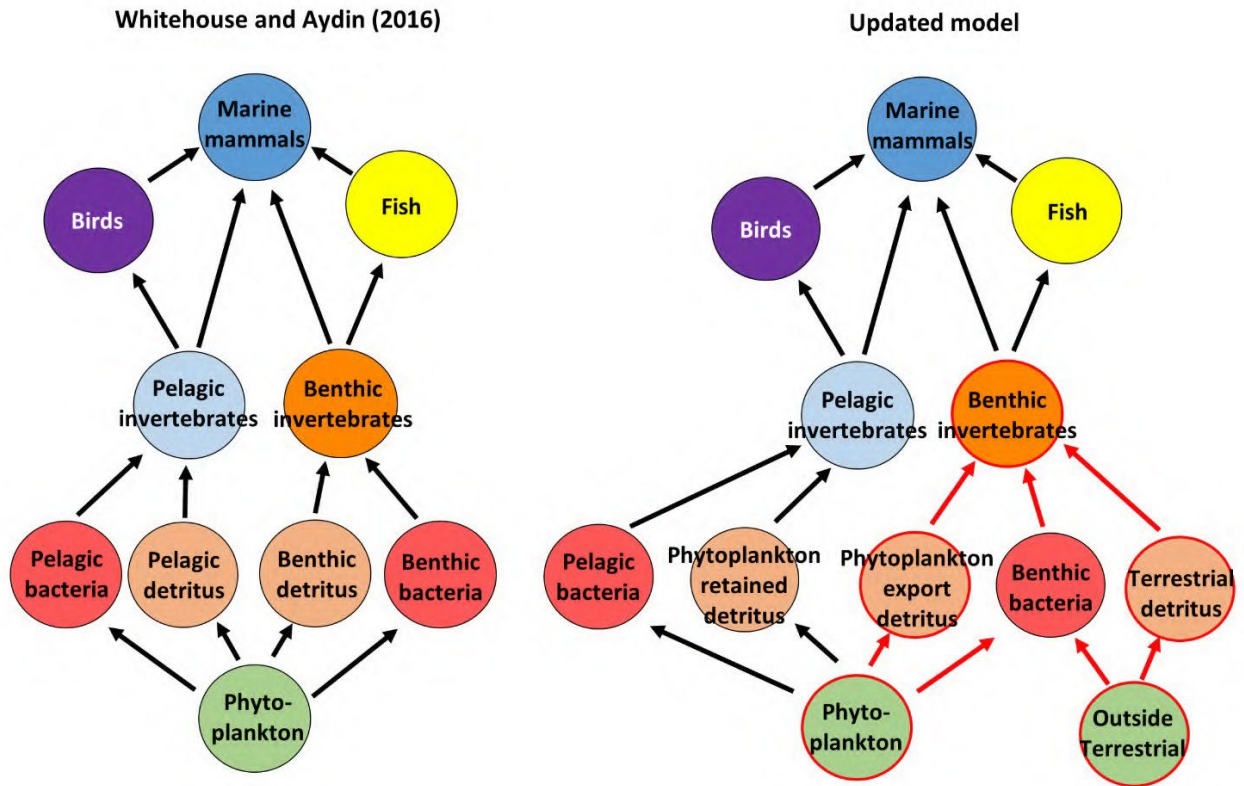 Whitehouse and Aydin (2016)
Marine
mammals
Birds
Fish
Pelagic
invertebrates
Benthic
invertebrates
Pelagic
bacteria
Pelagic
detritus
Benthic
detritus
Benthic
bacteria
Phyto-
plankton
Updated model
Marine
mammals
Birds
Fish
Pelagic
invertebrates
Benthic
invertebrates
Pelagic
bacteria
Phytoplankton
retained
detritus
Phytoplankton
export
detritus
Benthic
bacteria
Terrestrial
detritus
Phyto-
plankton
Outside
Terrestrial